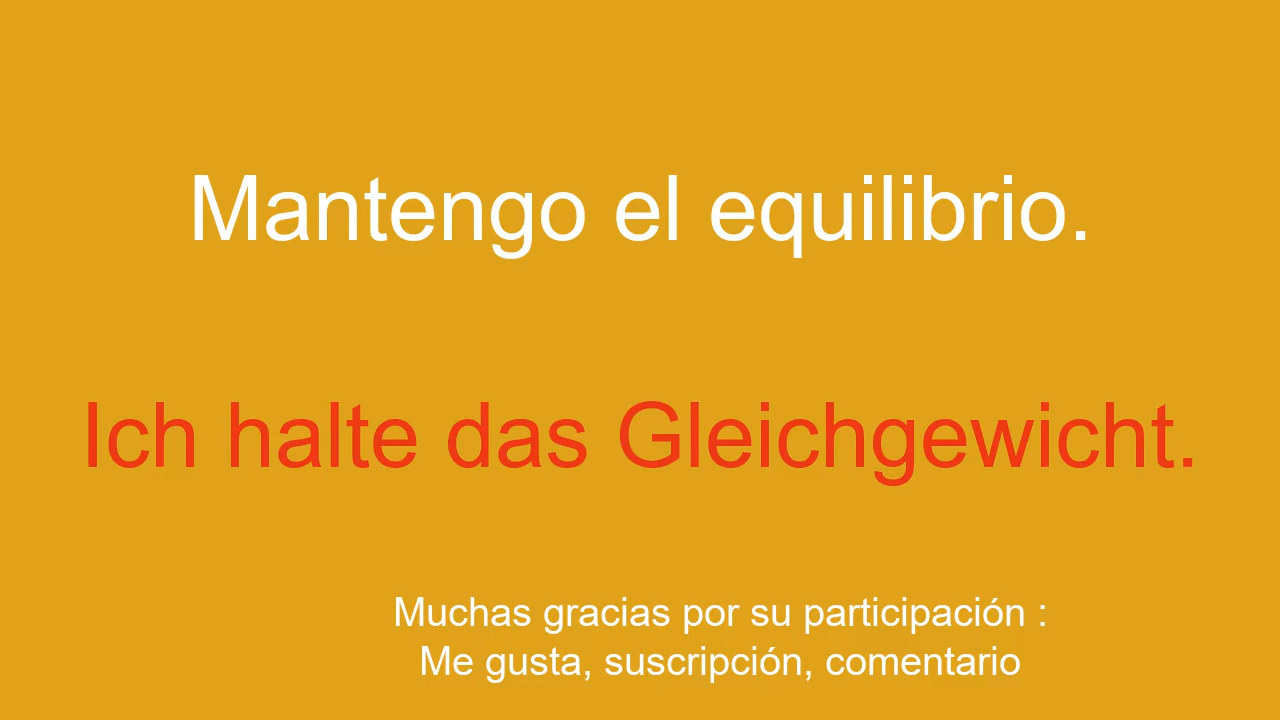 Mantengo el equilibrio.
Ich halte das Gleichgewicht.
Muchas gracias por su participación :
Me gusta, suscripción, comentario